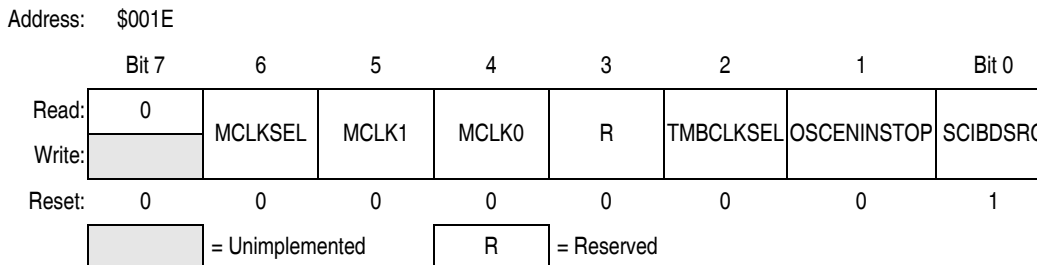 Address: $001E
Bit 7 6 5 4 3 2 1 Bit 0
Read: 0 MCLKSEL MCLK1 MCLK0 R TMBCLKSEL OSCENINSTOP SCIBDSRC
Write:
Reset: 0 0 0 0 0 0 0 1
= Unimplemented R = Reserved